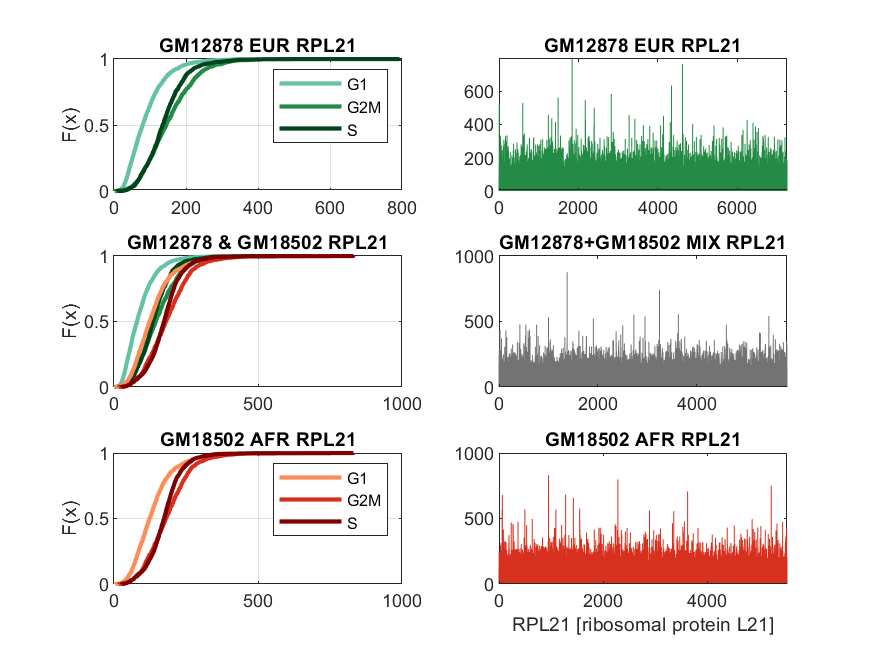 GM12878 EUR RPL21
F(x)
1
0.5
0
0 200 400 600 800
G1
G2M
S
GM12878 EUR RPL21
600
400
200
0
0 2000 4000 6000
GM12878 & GM18502 RPL21
F(x)
1
0.5
0
0 500 1000
GM12878+GM18502 MIX RPL21
1000
500
0
0 2000 4000
GM18502 AFR RPL21
F(x)
1
0.5
0
0 500 1000
G1
G2M
S
GM18502 AFR RPL21
1000
500
0
0 2000 4000
RPL21 [ribosomal protein L21]